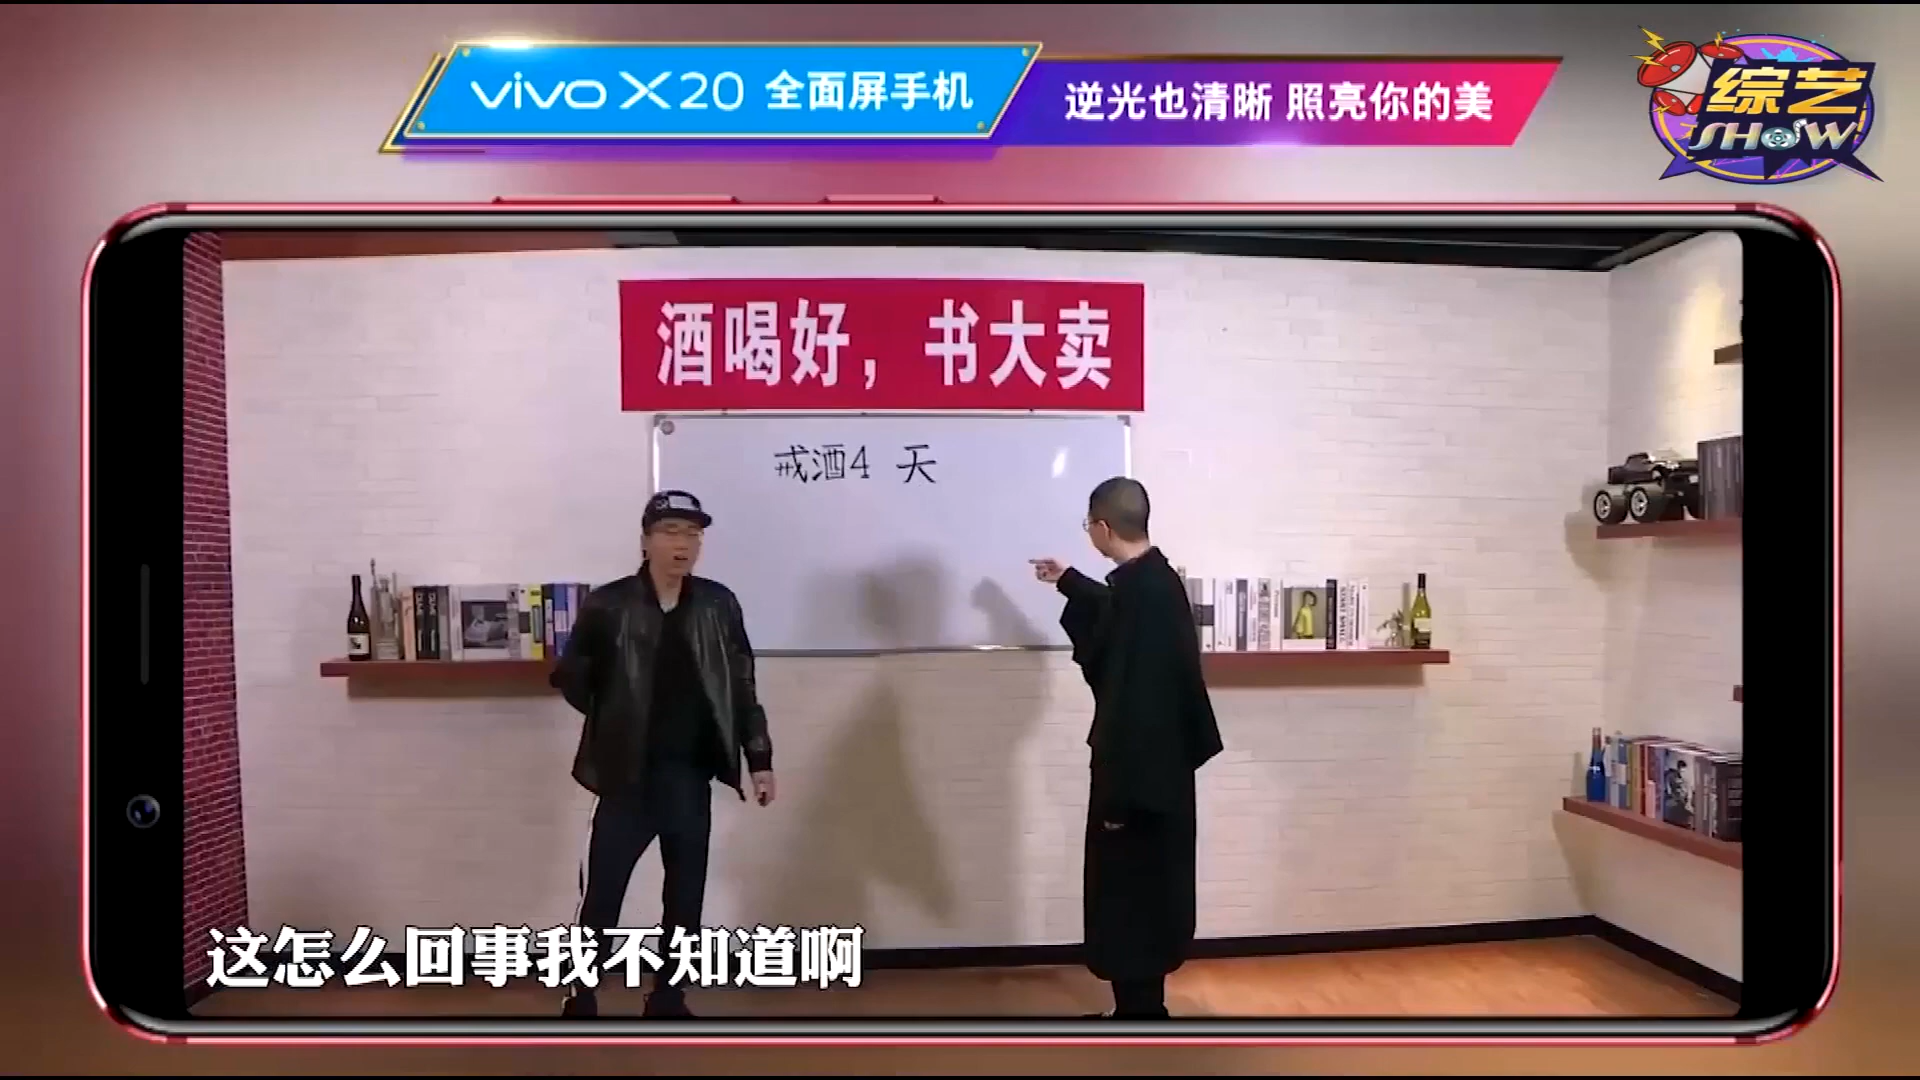 vivo X20 全面屏手机
逆光也清晰 照亮你的美
综艺
SHOW
酒喝好，书大卖
戒酒4 天
这怎么回事我不知道啊